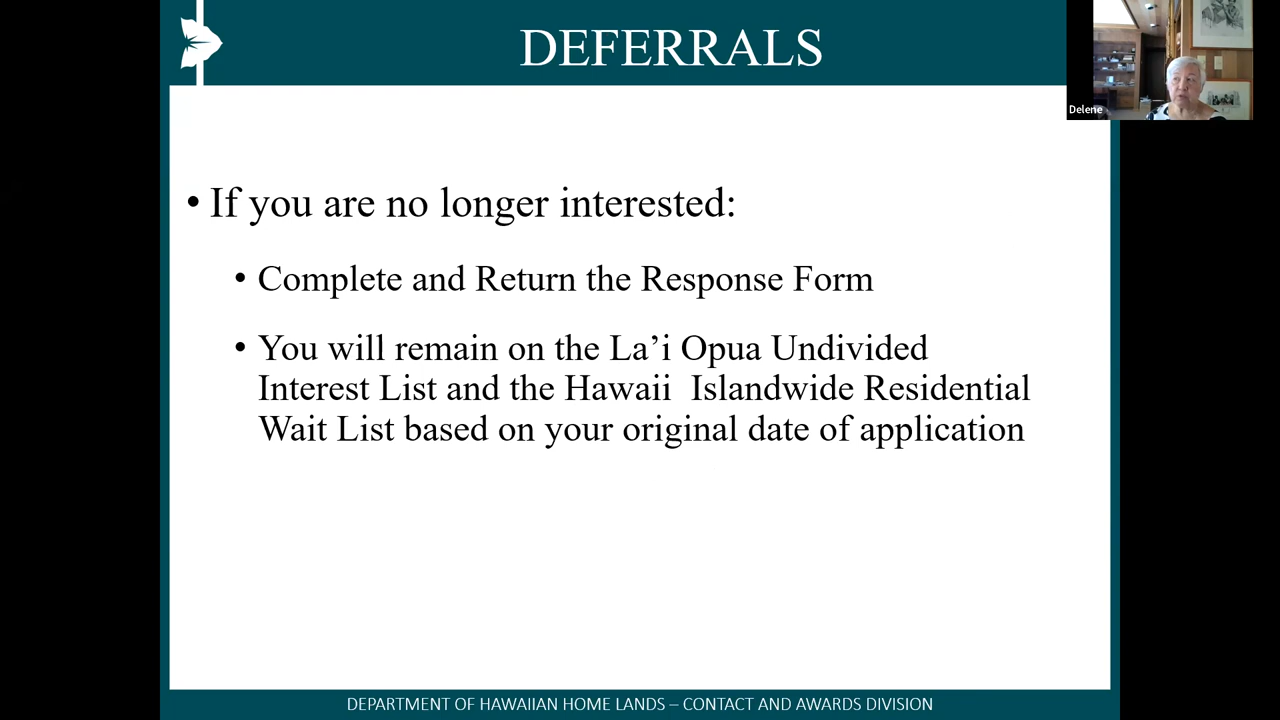 DEFERRALS
Delene
• If you are no longer interested:
• Complete and Return the Response Form
• You will remain on the La’i Opua Undivided
Interest List and the Hawaii  Islandwide Residential
Wait List based on your original date of application
DEPARTMENT OF HAWAIIAN HOME LANDS – CONTACT AND AWARDS DIVISION